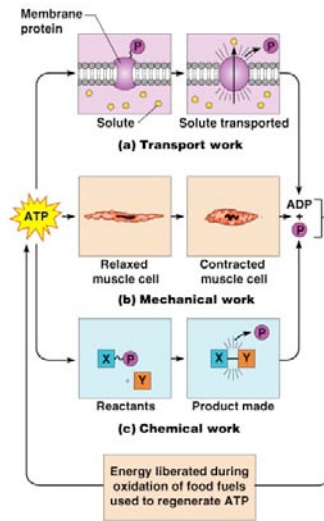 Membrane
protein
P
P
Solute
Solute transported
(a) Transport work
ATP
ADP
+
P
Relaxed
muscle cell
Contracted
muscle cell
(b) Mechanical work
X
P
+
Y
Reactants
P
X
Y
Product made
(c) Chemical work
Energy liberated during
oxidation of food fuels
used to regenerate ATP